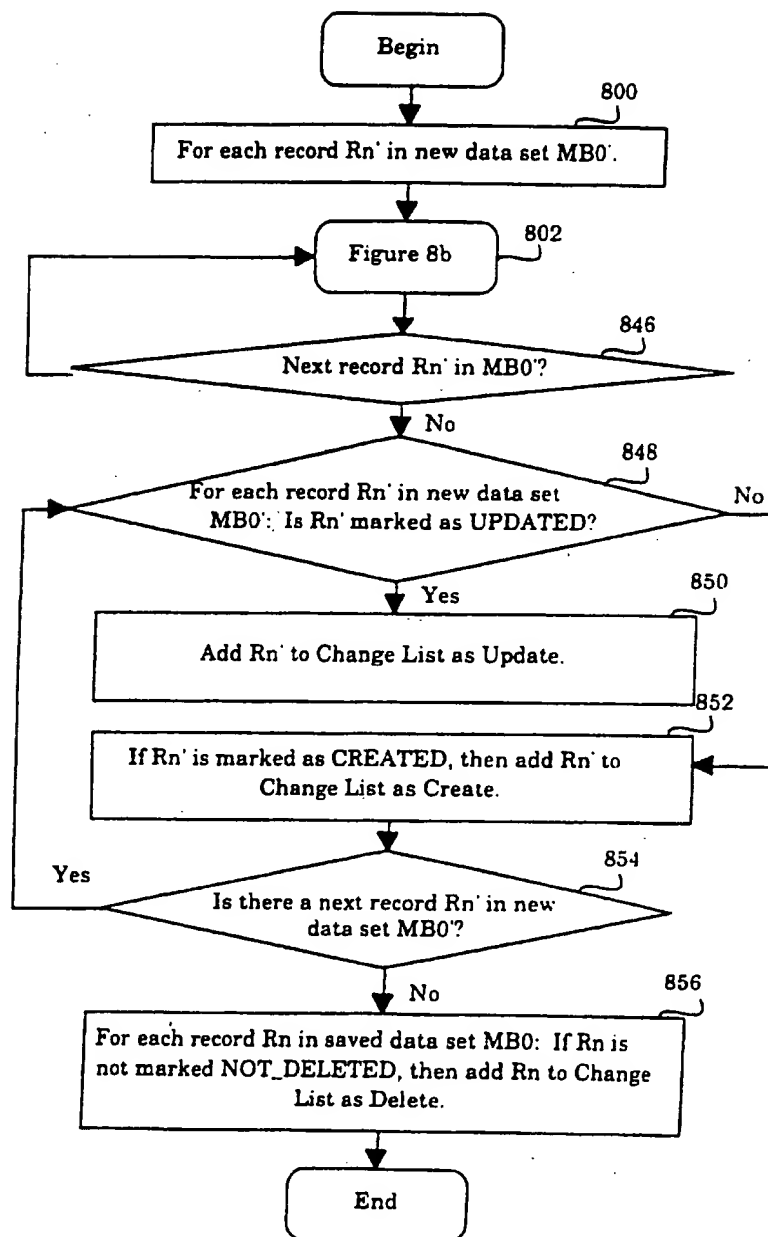 Begin
800
For each record Rn' in new data set MB0'.
Figure 8b
802
846
Next record Rn' in MB0'?
No
848
For each record Rn' in new data set
MB0': Is Rn' marked as UPDATED?
No
Yes
850
Add Rn' to Change List as Update.
852
If Rn' is marked as CREATED, then add Rn' to
Change List as Create.
854
Yes
Is there a next record Rn' in new
data set MB0'?
No
856
For each record Rn in saved data set MB0: If Rn is
not marked NOT_DELETED, then add Rn to Change
List as Delete.
End